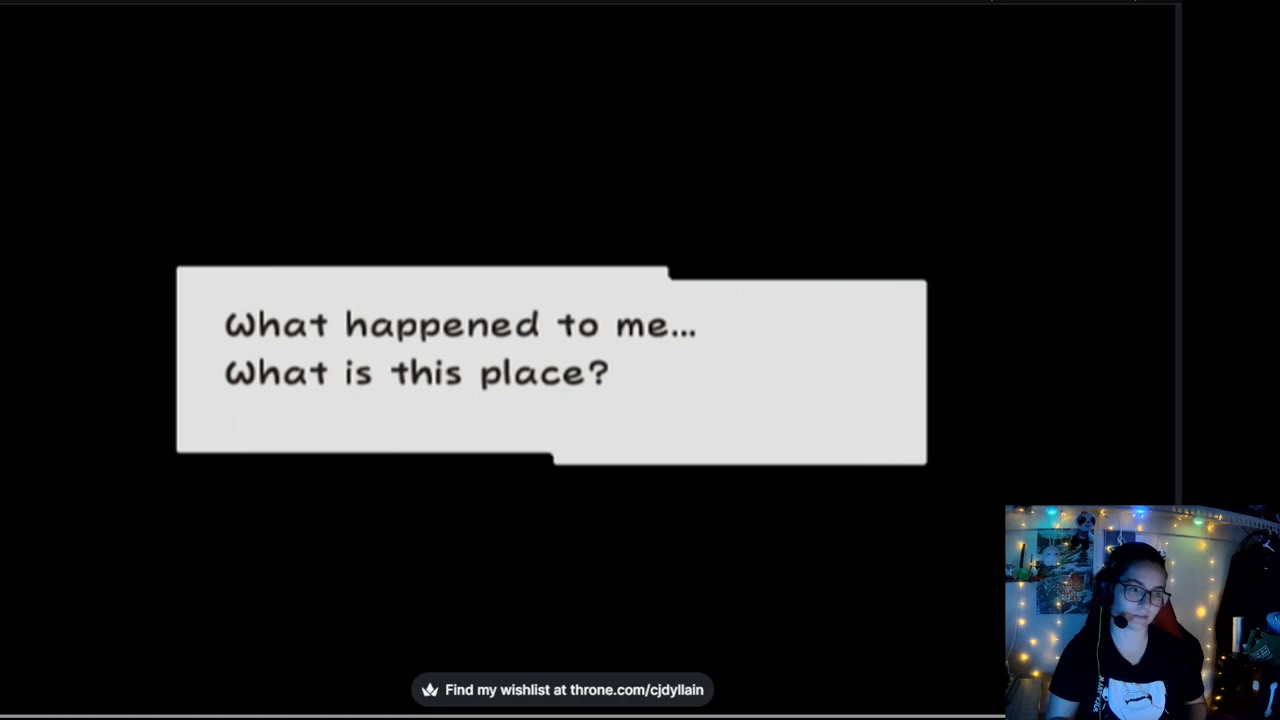 What happened to me...
What is this place?
Find my wishlist at throne.com/cjdyllain